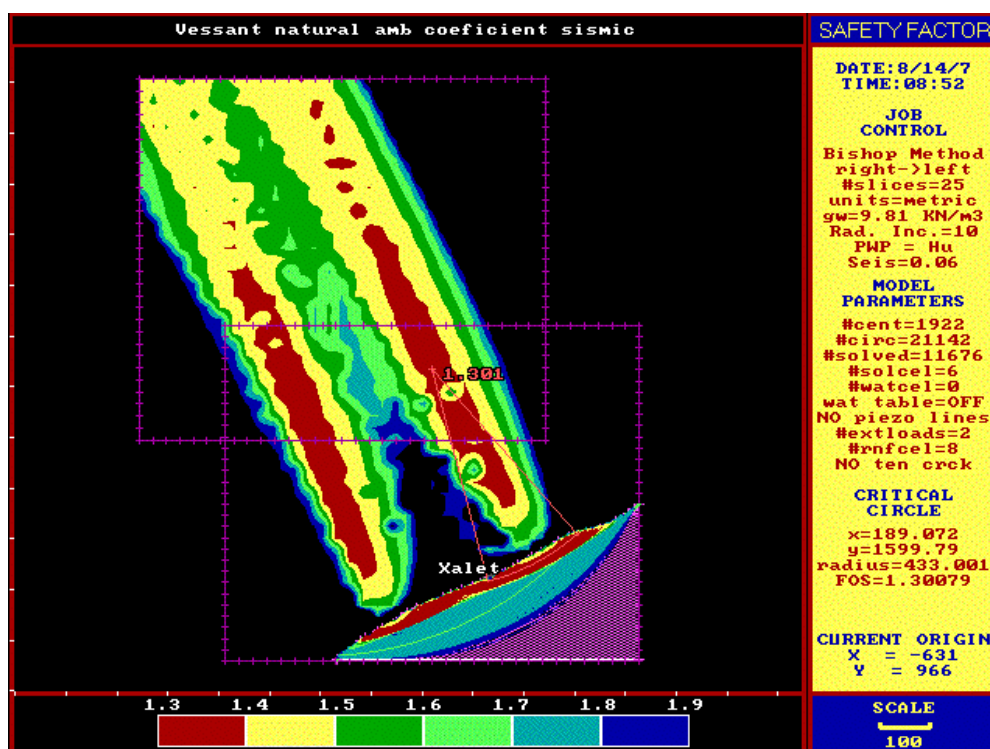 Vessant natural amb coeficient sismic
SAFETY FACTOR
DATE:8/14/7
TIME:08:52
JOB
CONTROL
Bishop Method
right->left
#slices=25
units=metric
gw=9.81 KN/m3
Rad. Inc.=10
PWP = Hu
Seis=0.06
MODEL
PARAMETERS
#cent=1922
#circ=21142
#solved=11676
#solcel=6
#watcel=0
wat table=OFF
NO piezo lines
#extloads=2
#rnfcel=8
NO ten crck
CRITICAL
CIRCLE
x=189.072
y=1599.79
radius=433.001
FOS=1.30079
CURRENT ORIGIN
X = -631
Y = 966
SCALE
100
1.301
Xalet
1.3 1.4 1.5 1.6 1.7 1.8 1.9